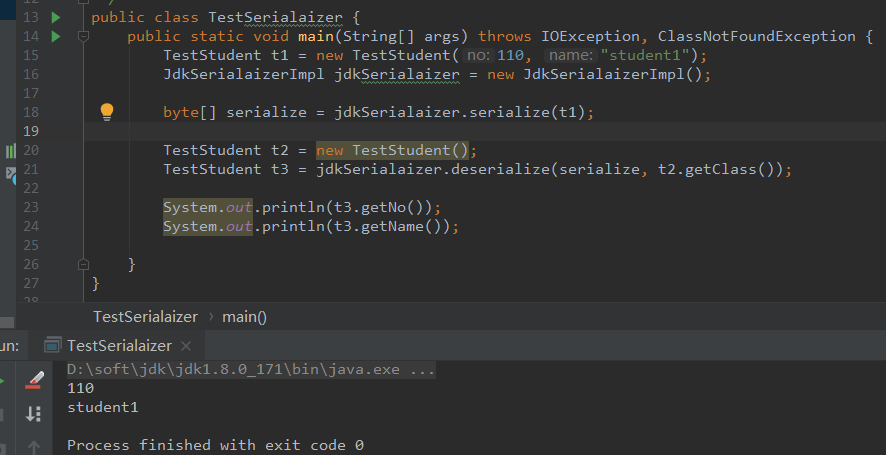 13 public class TestSerialaizer {
14 public static void main(String[] args) throws IOException, ClassNotFoundException {
15 TestStudent t1 = new TestStudent( no: 110, name: "student1");
16 JdkSerialaizerImpl jdkSerialaizer = new JdkSerialaizerImpl();
17
18 byte[] serialize = jdkSerialaizer.serialize(t1);
19
20 TestStudent t2 = new TestStudent();
21 TestStudent t3 = jdkSerialaizer.deserialize(serialize, t2.getClass());
22
23 System.out.println(t3.getNo());
24 System.out.println(t3.getName());
25
26 }
27 }
28
TestSerialaizer › main()
un: TestSerialaizer ×
D:\soft\jdk\jdk1.8.0_171\bin\java.exe ...
110
student1
Process finished with exit code 0